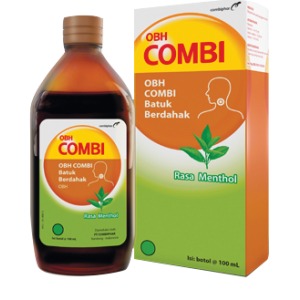 OBH
COMBI
OBH COMBI
Batuk
Berdahak
Rasa Menthol
OBH
COMBI
OBH
COMBI
Batuk
Berdahak
Rasa Menthol
Isi: botol @ 100 mL